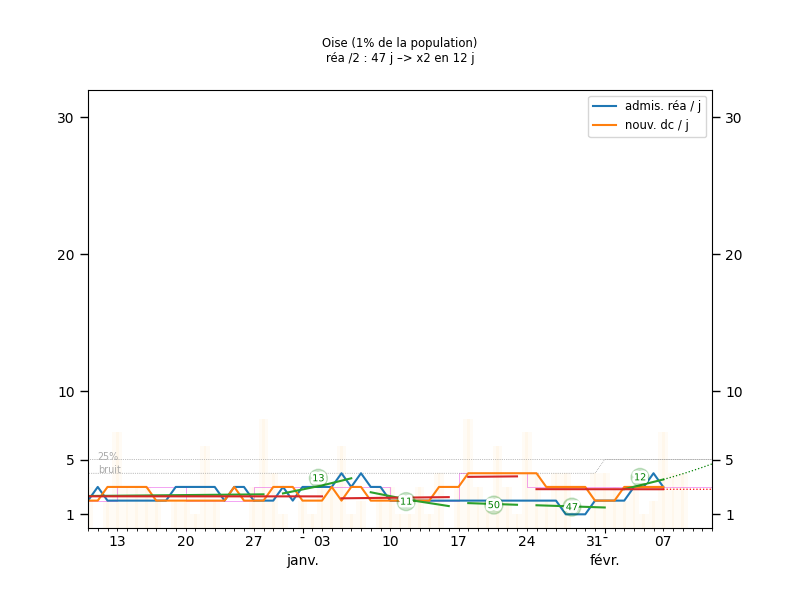 Oise (1% de la population)
réa /2 : 47 j –> x2 en 12 j
admis. réa / j
nouv. dc / j
30 30
20 20
10 10
5 5
1 1
25%
bruit
13 11 50 47 12
13 20 27 - 03 10 17 24 31- 07
janv. févr.